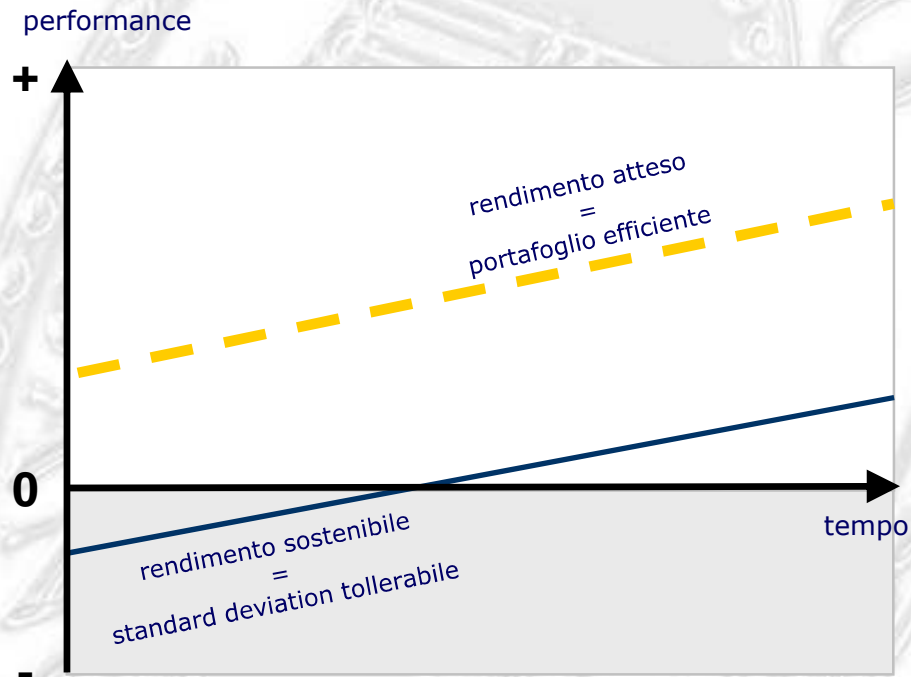 performance
+
rendimento atteso
=
portafoglio efficiente
0
tempo
rendimento sostenibile
=
standard deviation tollerabile
-